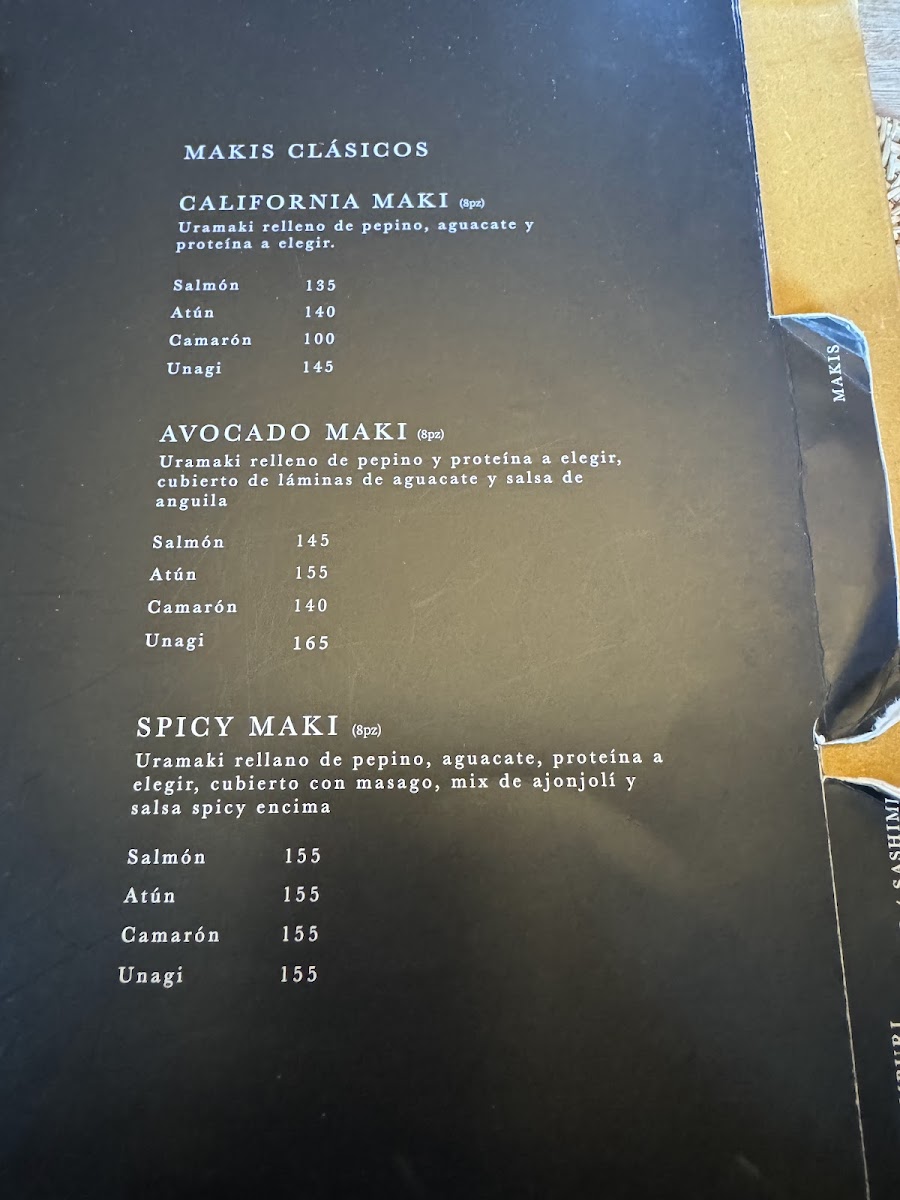 MAKIS CLÁSICOS
CALIFORNIA MAKI (8pz)
Uramaki relleno de pepino, aguacate y
proteína a elegir.
Salmón 135
Atún 140
Camarón 100
Unagi 145
AVOCADO MAKI (8pz)
Uramaki relleno de pepino y proteína a elegir,
cubierto de láminas de aguacate y salsa de
anguila
Salmón 145
Atún 155
Camarón 140
Unagi 165
SPICY MAKI (8pz)
Uramaki rellano de pepino, aguacate, proteína a
elegir, cubierto con masago, mix de ajonjolí y
salsa spicy encima
Salmón 155
Atún 155
Camarón 155
Unagi 155
MAKIS
SASHIMI